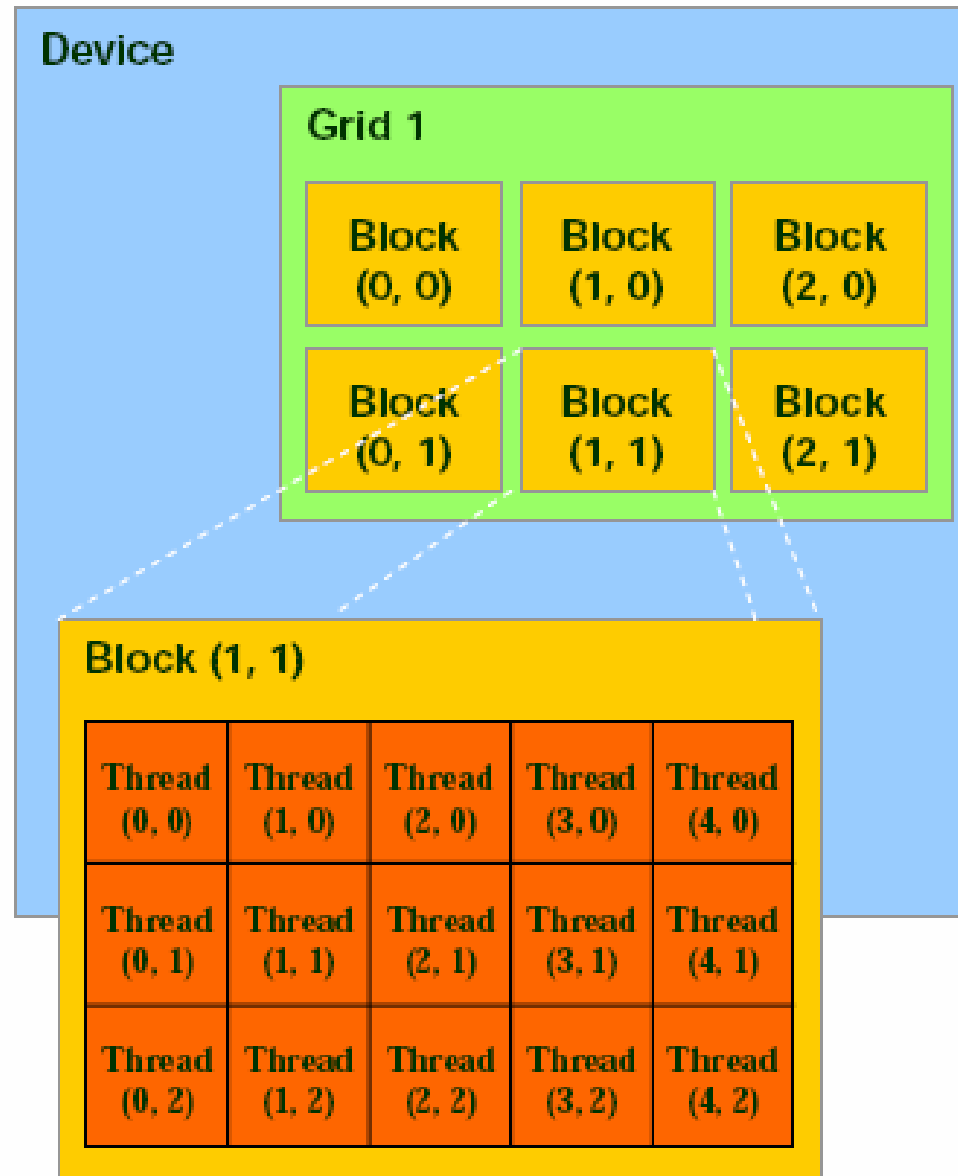 Device
Grid 1
Block Block Block
(0, 0) (1, 0) (2, 0)
Block Block Block
(0, 1) (1, 1) (2, 1)
Block (1, 1)
Thread Thread Thread Thread Thread
(0, 0) (1, 0) (2, 0) (3, 0) (4, 0)
Thread Thread Thread Thread Thread
(0, 1) (1, 1) (2, 1) (3, 1) (4, 1)
Thread Thread Thread Thread Thread
(0, 2) (1, 2) (2, 2) (3, 2) (4, 2)